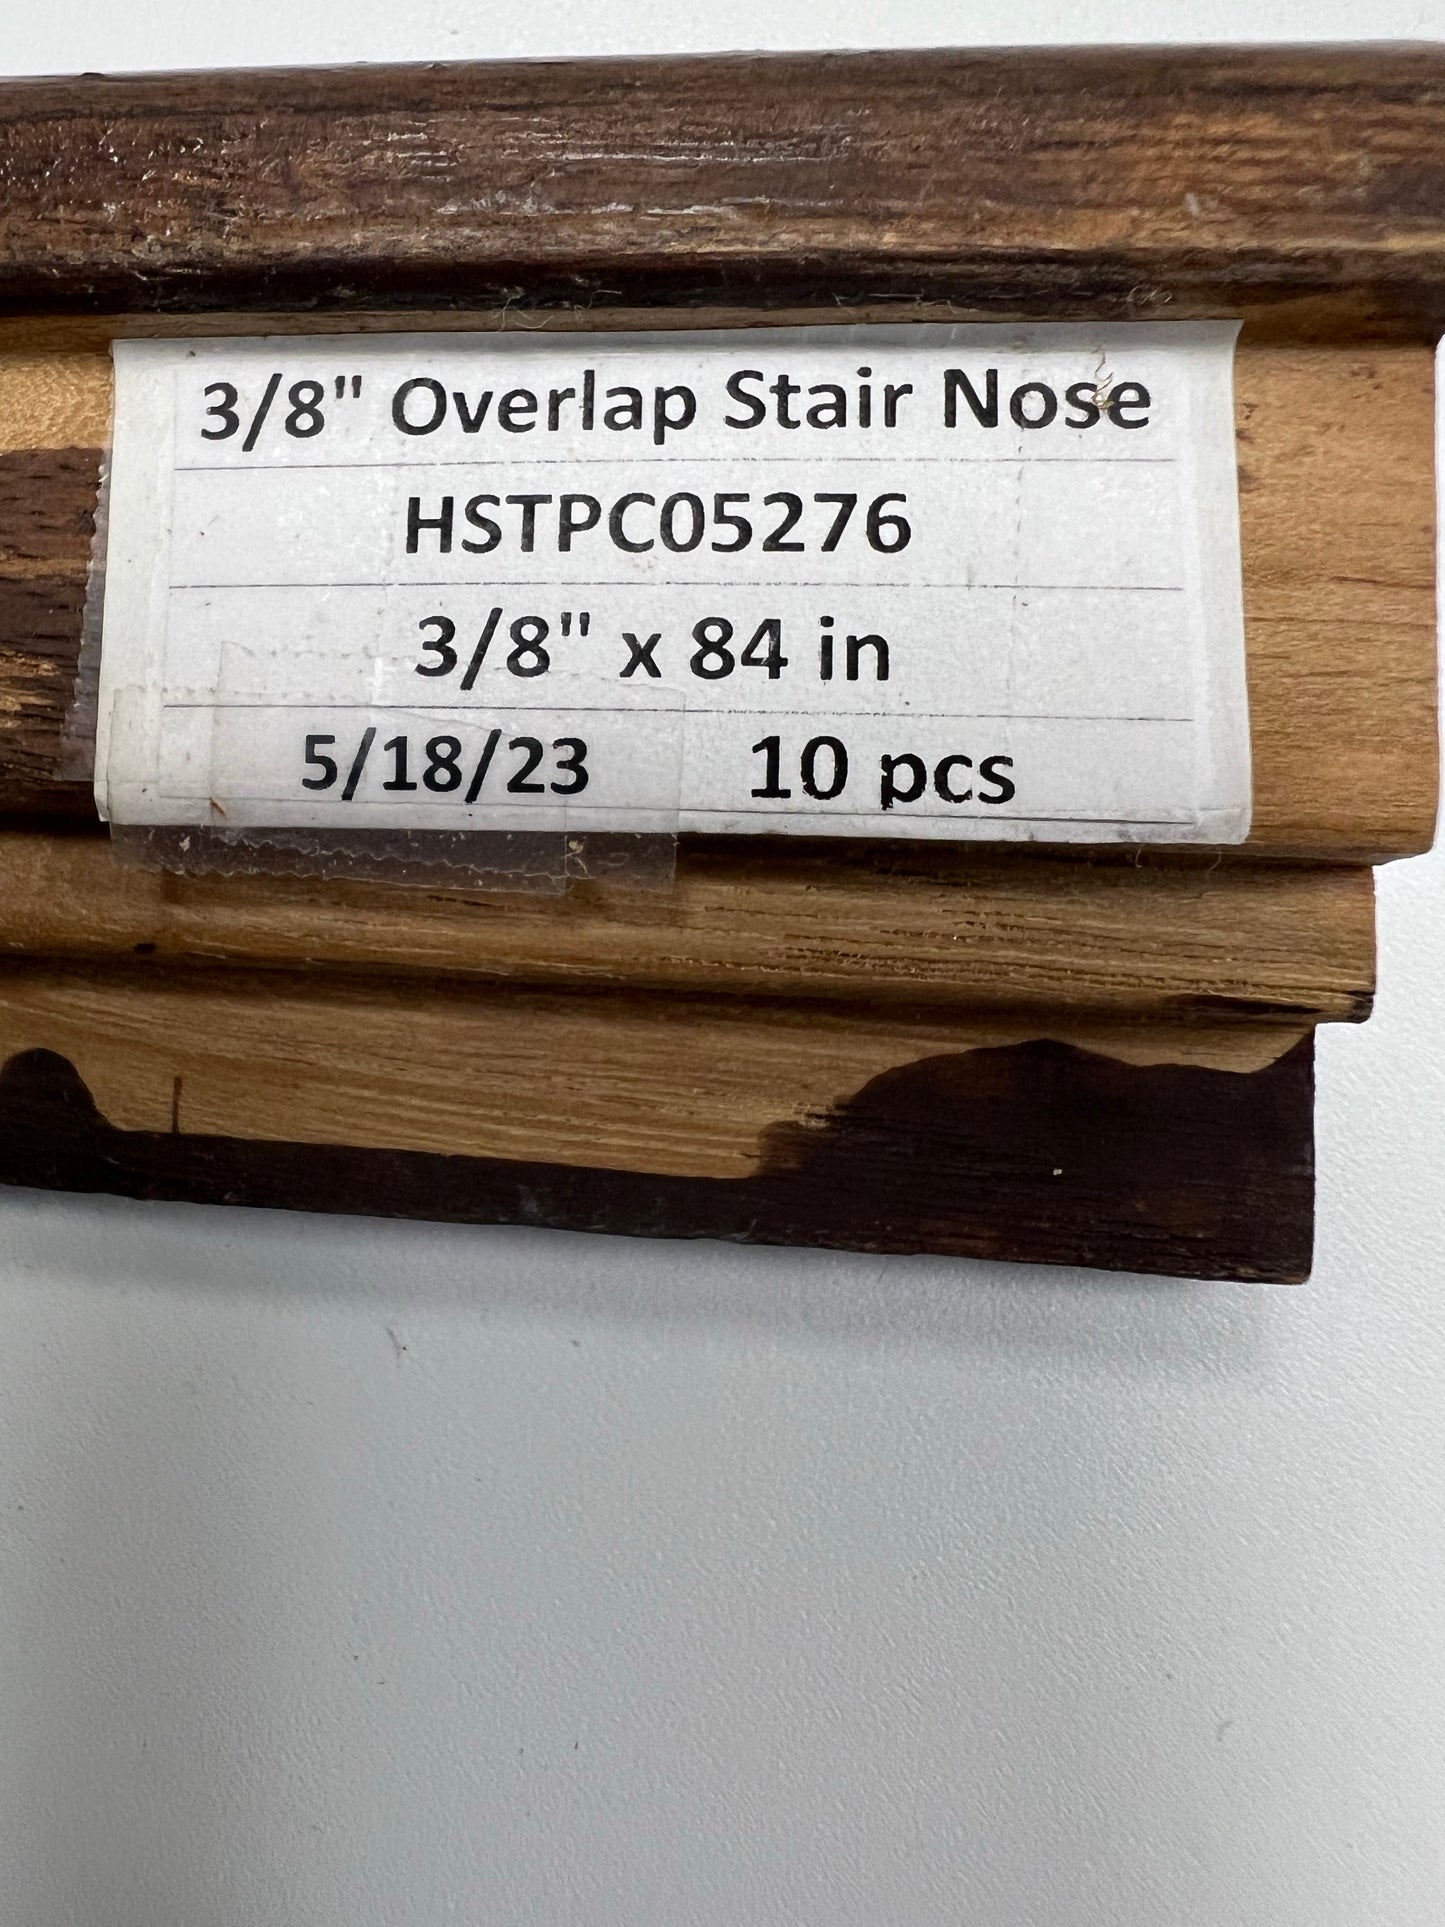 3/8" Overlap Stair Nose
HSTPC05276
3/8" x 84 in
5/18/23 10 pcs